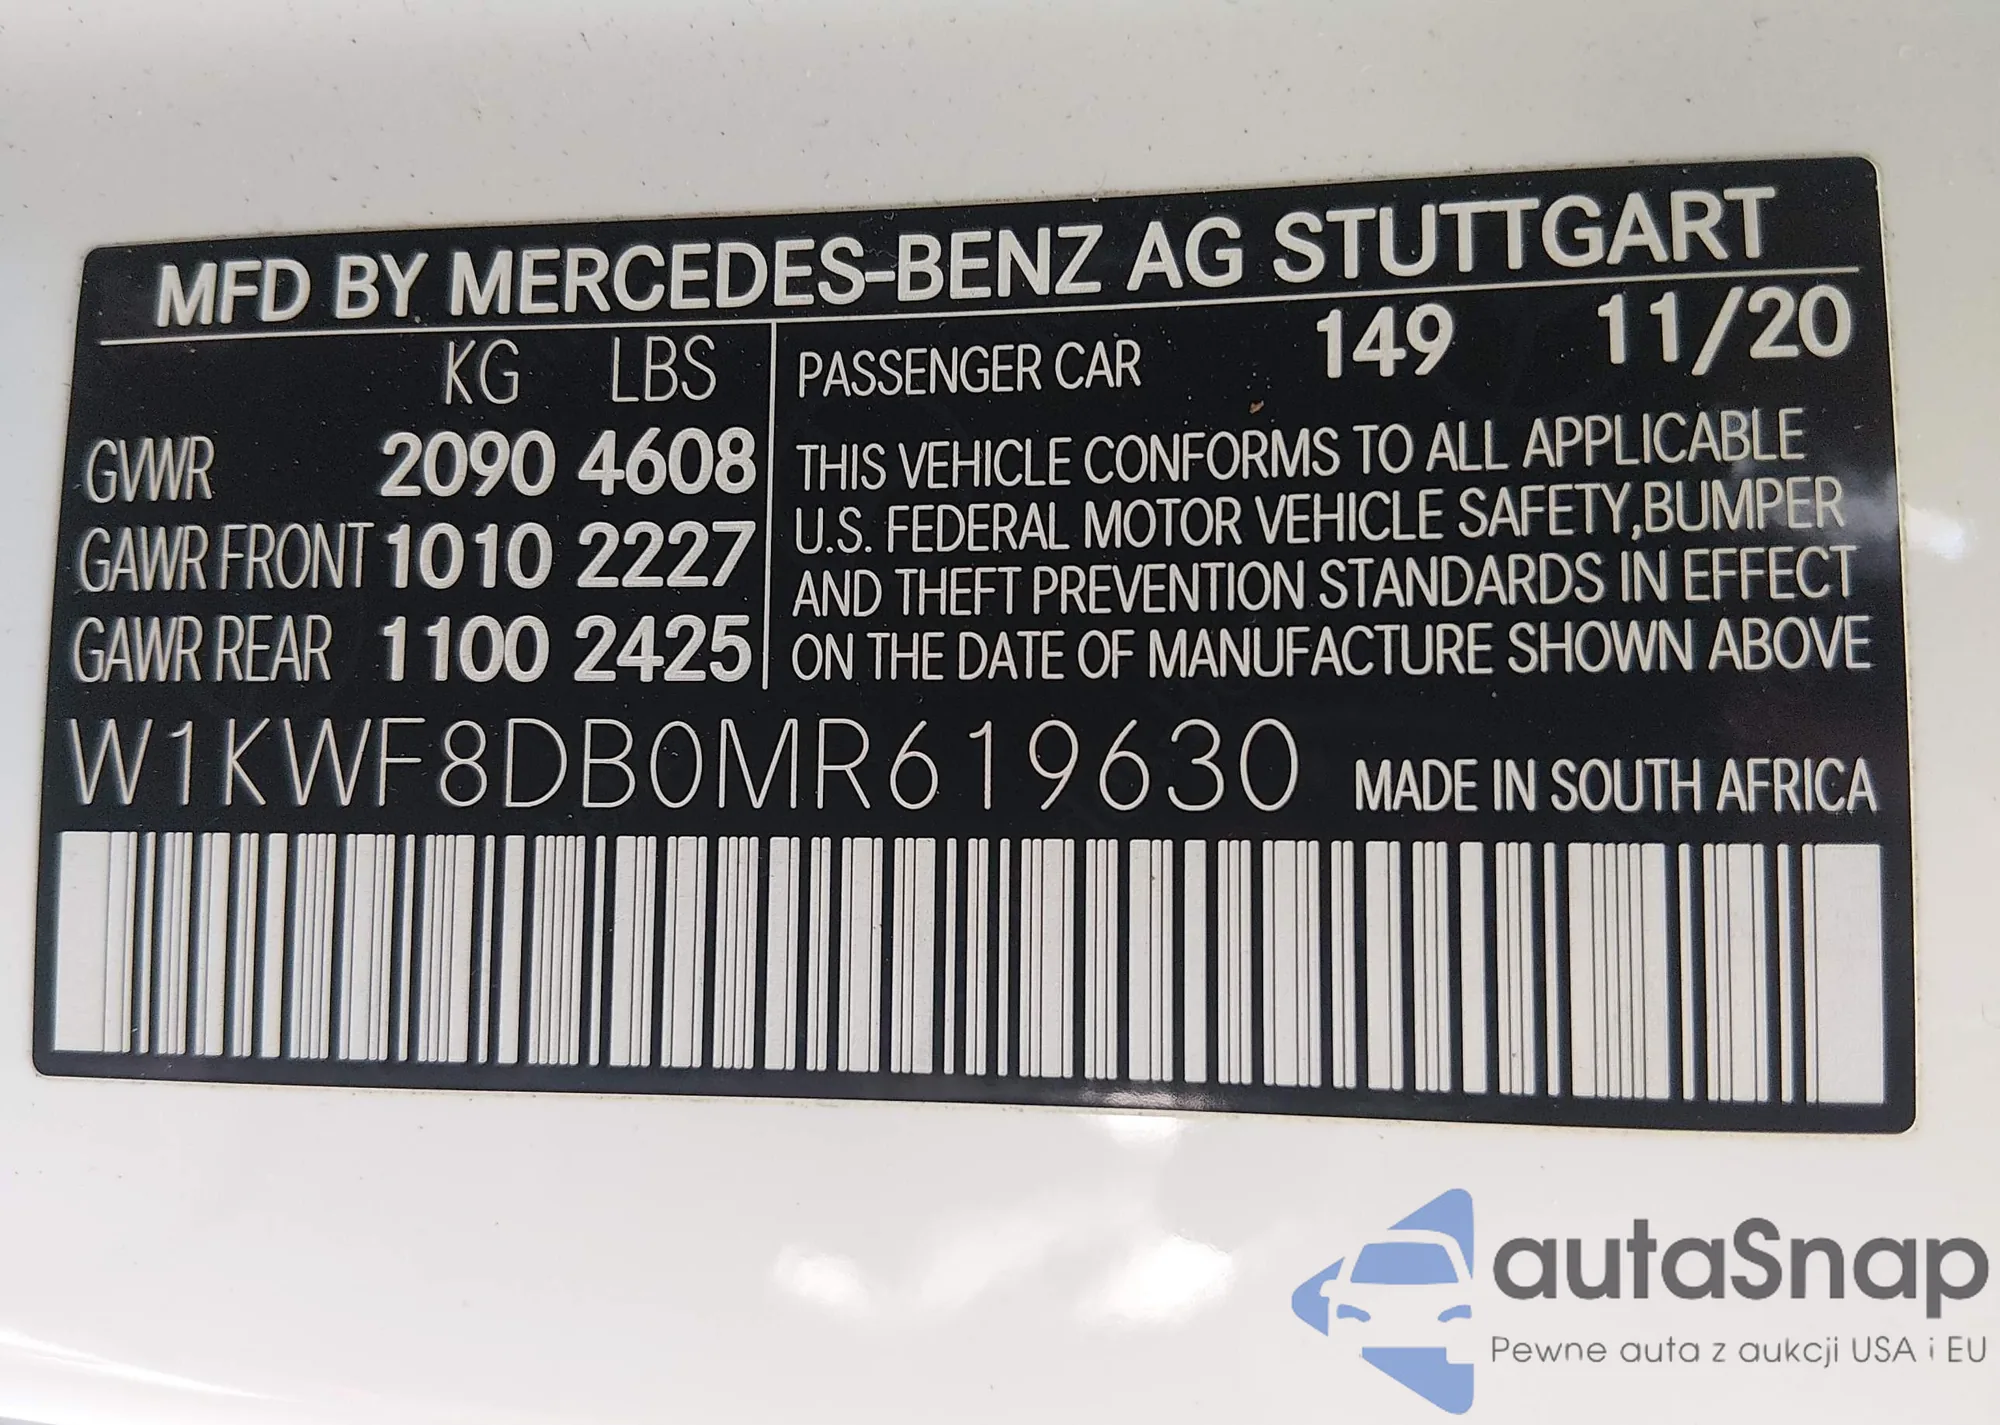 MFD BY MERCEDES-BENZ AG STUTTGART
KG LBS
GVWR 2090 4608
GAWR FRONT 1010 2227
GAWR REAR 1100 2425
PASSENGER CAR 149 11/20
THIS VEHICLE CONFORMS TO ALL APPLICABLE
U.S. FEDERAL MOTOR VEHICLE SAFETY,BUMPER
AND THEFT PREVENTION STANDARDS IN EFFECT
ON THE DATE OF MANUFACTURE SHOWN ABOVE
W1KWF8DB0MR619630 MADE IN SOUTH AFRICA
autaSnap
Pewne auta z aukcji USA i EU